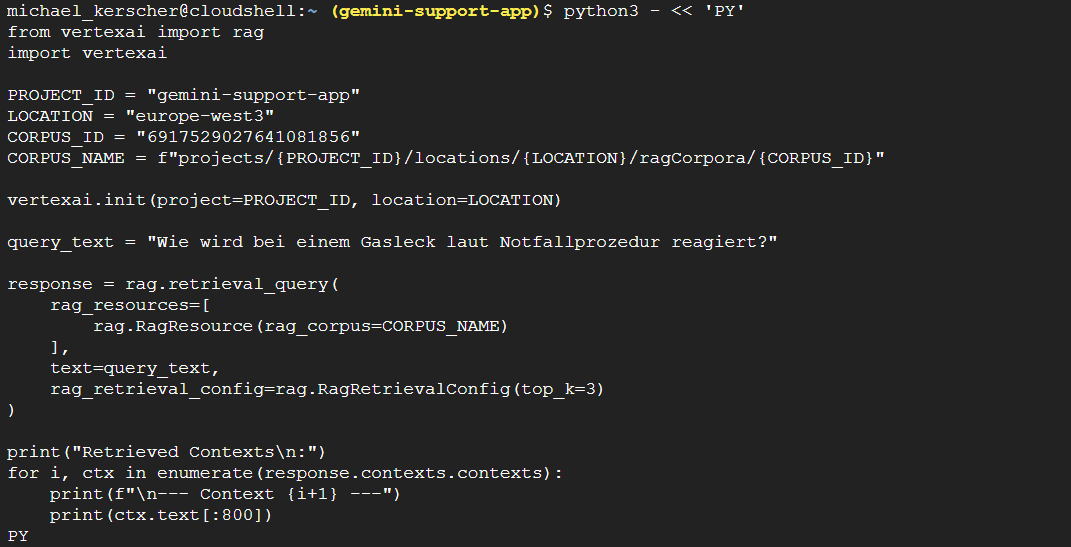 michael_kerscher@cloudshell:~ (gemini-support-app)$ python3 - << 'PY'
from vertexai import rag
import vertexai

PROJECT_ID = "gemini-support-app"
LOCATION = "europe-west3"
CORPUS_ID = "6917529027641081856"
CORPUS_NAME = f"projects/{PROJECT_ID}/locations/{LOCATION}/ragCorpora/{CORPUS_ID}"

vertexai.init(project=PROJECT_ID, location=LOCATION)

query_text = "Wie wird bei einem Gasleck laut Notfallprozedur reagiert?"

response = rag.retrieval_query(
    rag_resources=[
        rag.RagResource(rag_corpus=CORPUS_NAME)
    ],
    text=query_text,
    rag_retrieval_config=rag.RagRetrievalConfig(top_k=3)
)

print("Retrieved Contexts\n:")
for i, ctx in enumerate(response.contexts.contexts):
    print(f"\n--- Context {i+1} ---")
    print(ctx.text[:800])
PY